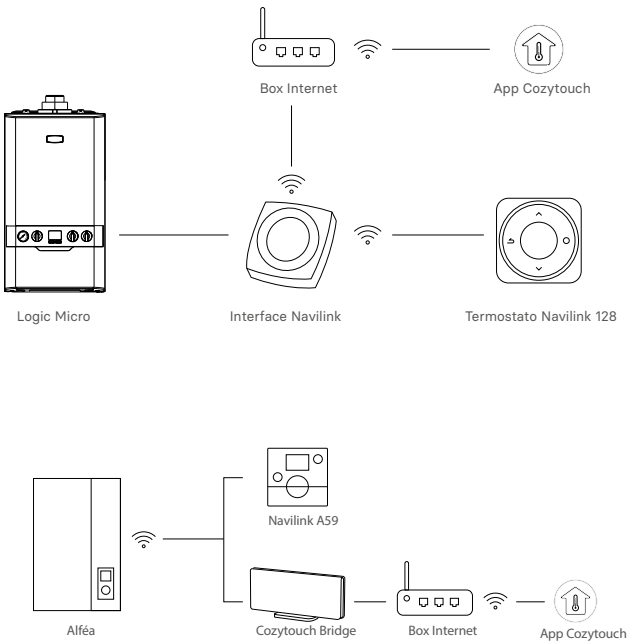 Box Internet
App Cozytouch
Logic Micro
Interface Navilink
Termostato Navilink 128
Navilink A59
Alféa
Cozytouch Bridge
Box Internet
App Cozytouch